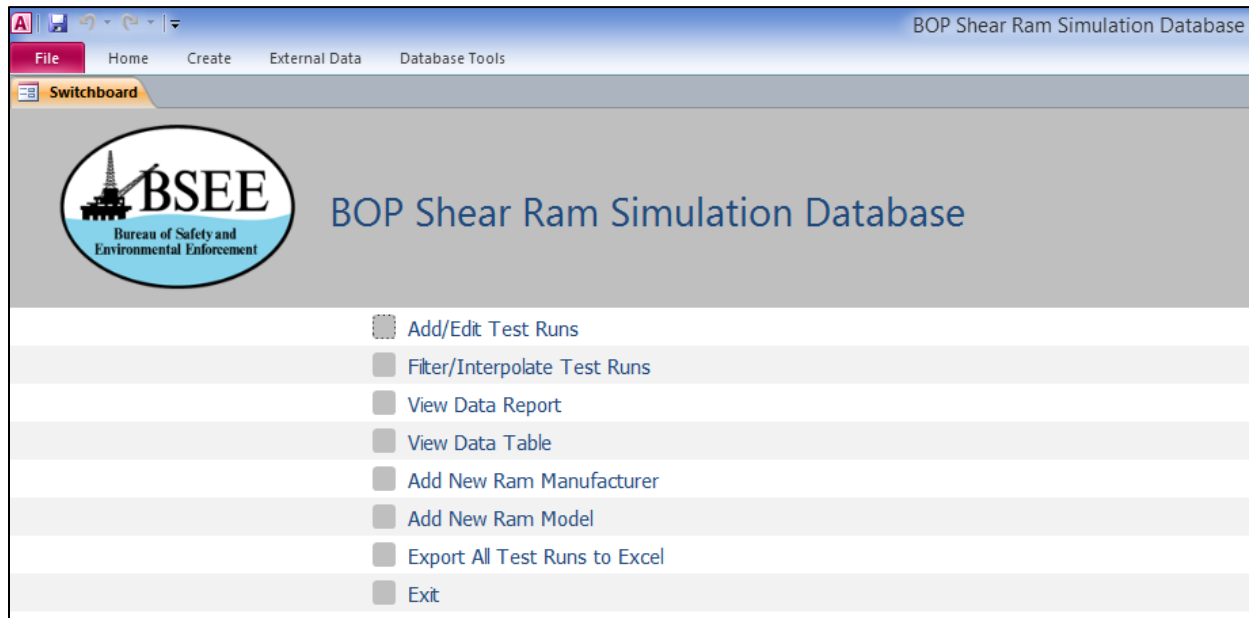 A
BOP Shear Ram Simulation Database
File Home Create External Data Database Tools
Switchboard
BSEE
Bureau of Safety and
Environmental Enforcement
BOP Shear Ram Simulation Database
Add/Edit Test Runs
Filter/Interpolate Test Runs
View Data Report
View Data Table
Add New Ram Manufacturer
Add New Ram Model
Export All Test Runs to Excel
Exit